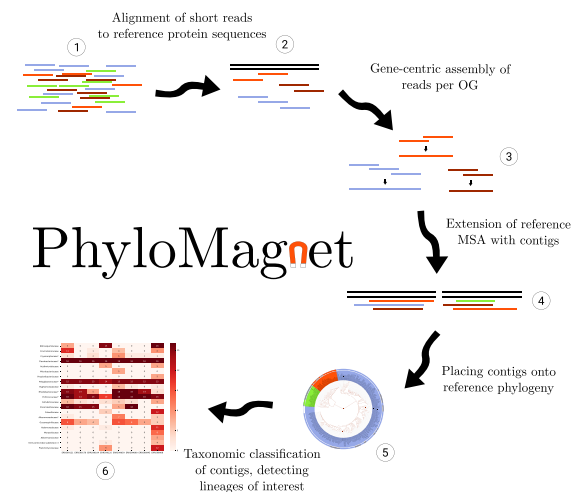 Alignment of short reads
to reference protein sequences
1
2
Gene-centric assembly of
reads per OG
3
Extension of reference
MSA with contigs
PhyloMagnet
4
Placing contigs onto
reference phylogeny
5
Taxonomic classification
of contigs, detecting
lineages of interest
6